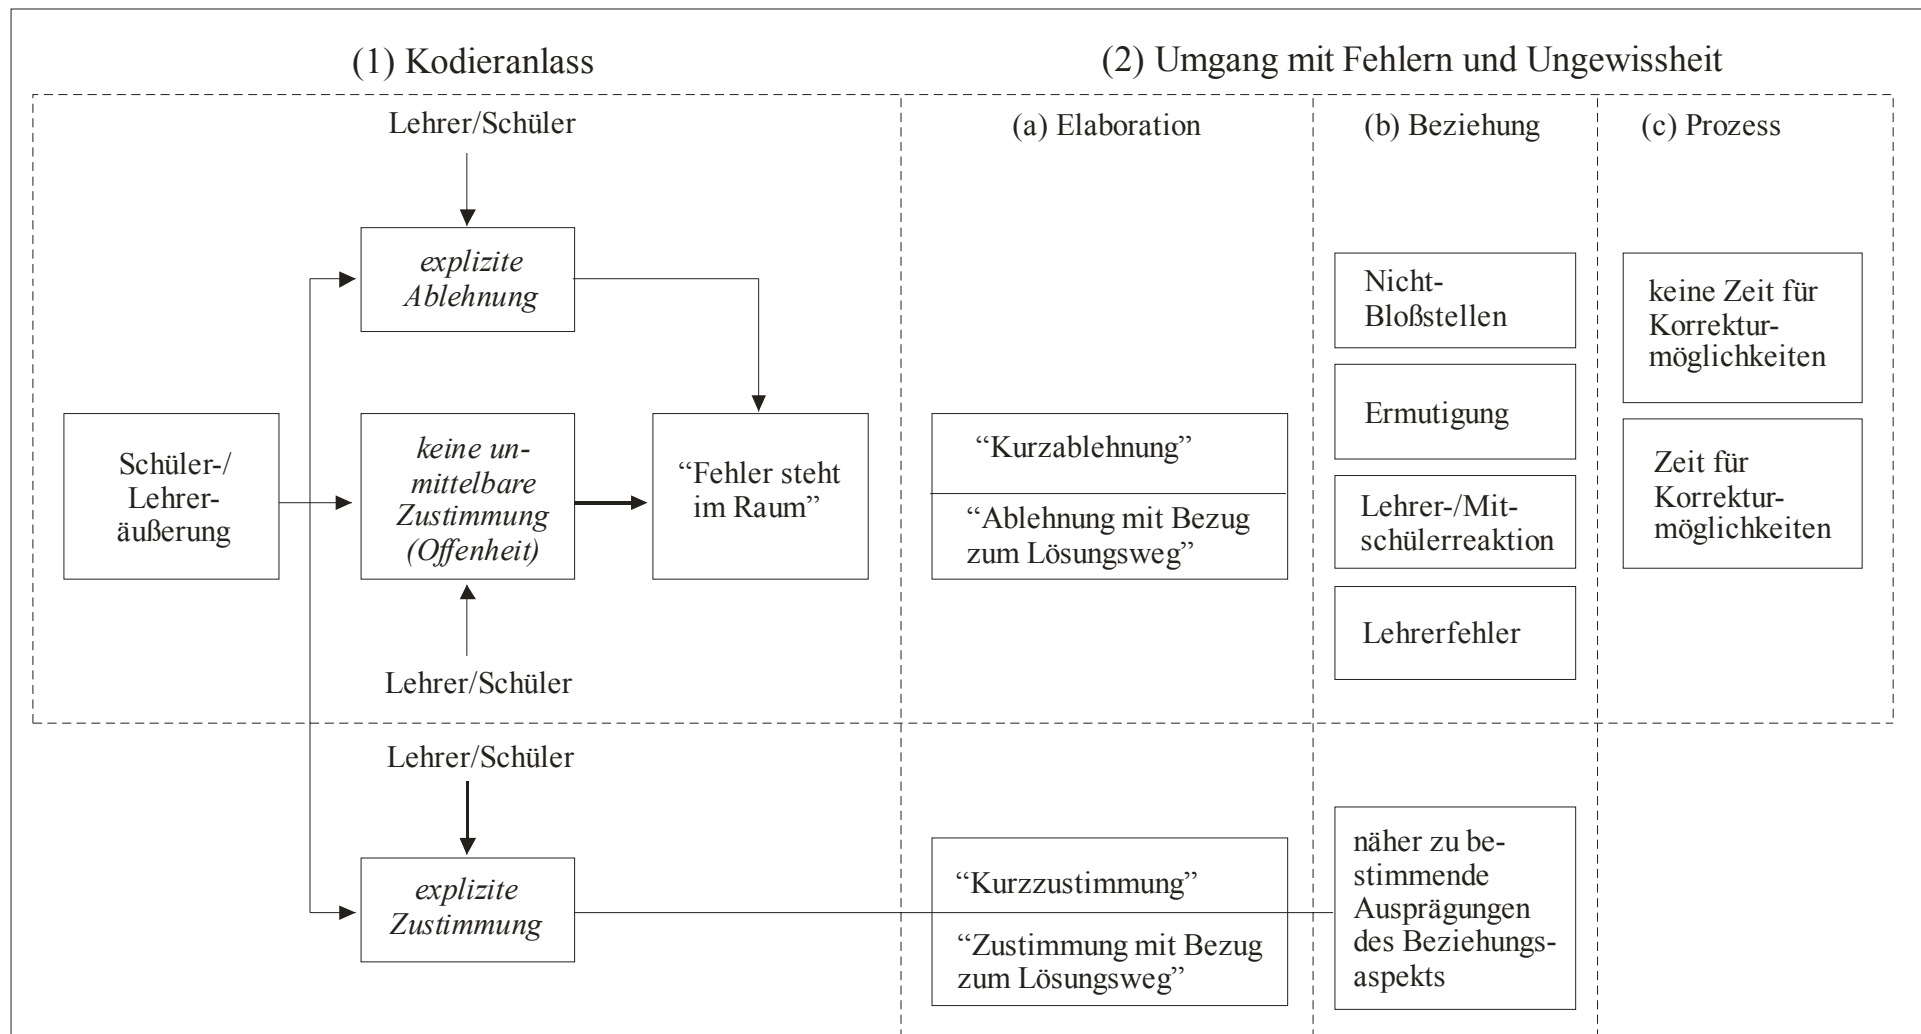 (1) Kodieranlass
(2) Umgang mit Fehlern und Ungewissheit
Lehrer/Schüler
explizite
Ablehnung
Schüler-/
Lehrer-
äußerung
keine un-
mittelbare
Zustimmung
(Offenheit)
“Fehler steht
im Raum”
Lehrer/Schüler
Lehrer/Schüler
explizite
Zustimmung
(a) Elaboration
“Kurzablehnung”
“Ablehnung mit Bezug
zum Lösungsweg”
“Kurzzustimmung”
“Zustimmung mit Bezug
zum Lösungsweg”
(b) Beziehung
Nicht-
Bloßstellen
Ermutigung
Lehrer-/Mit-
schülerreaktion
Lehrerfehler
näher zu be-
stimmende
Ausprägungen
des Beziehungs-
aspekts
(c) Prozess
keine Zeit für
Korrektur-
möglichkeiten
Zeit für
Korrektur-
möglichkeiten